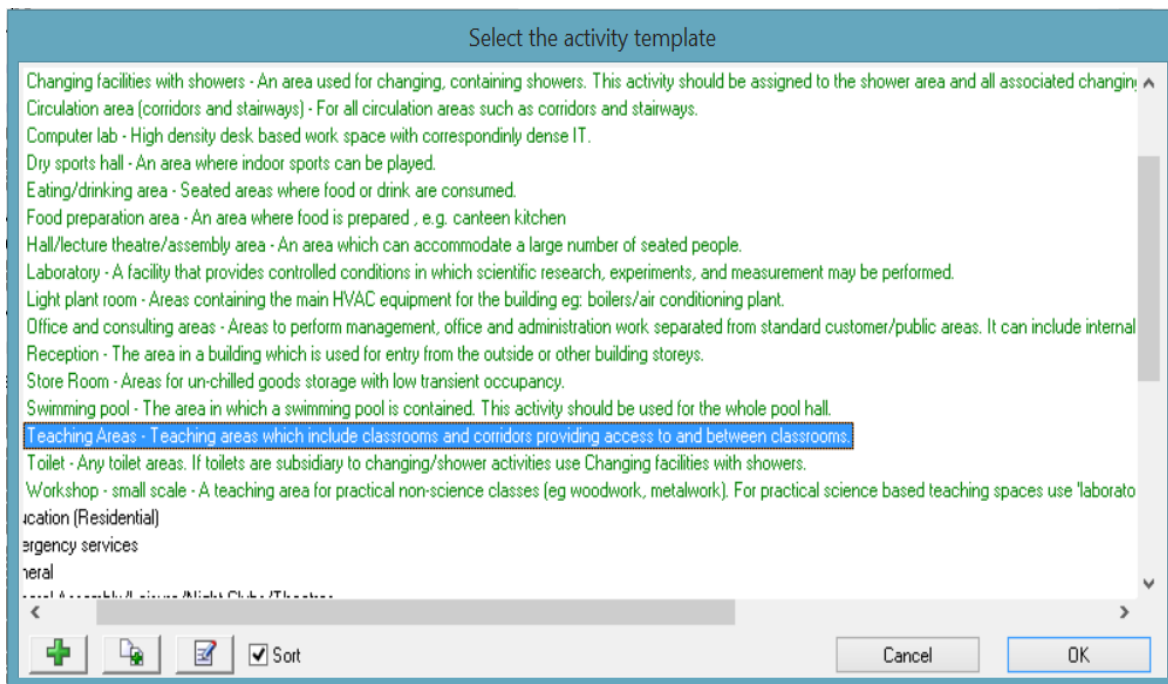 Select the activity template
Changing facilities with showers - An area used for changing, containing showers. This activity should be assigned to the shower area and all associated changin
Circulation area (corridors and stairways) - For all circulation areas such as corridors and stairways.
Computer lab - High density desk based work space with correspondinly dense IT.
Dry sports hall - An area where indoor sports can be played.
Eating/drinking area - Seated areas where food or drink are consumed.
Food preparation area - An area where food is prepared , e.g. canteen kitchen
Hall/lecture theatre/assembly area - An area which can accommodate a large number of seated people.
Laboratory - A facility that provides controlled conditions in which scientific research, experiments, and measurement may be performed.
Light plant room - Areas containing the main HVAC equipment for the building eg: boilers/air conditioning plant.
Office and consulting areas - Areas to perform management, office and administration work separated from standard customer/public areas. It can include internal
Reception - The area in a building which is used for entry from the outside or other building storeys.
Store Room - Areas for un-chilled goods storage with low transient occupancy.
Swimming pool - The area in which a swimming pool is contained. This activity should be used for the whole pool hall.
Teaching Areas - Teaching areas which include classrooms and corridors providing access to and between classrooms.
Toilet - Any toilet areas. If toilets are subsidiary to changing/shower activities use Changing facilities with showers.
Workshop - small scale - A teaching area for practical non-science classes (eg woodwork, metalwork). For practical science based teaching spaces use 'laborato
ucation (Residential)
ergency services
neral
Sort
Cancel
OK